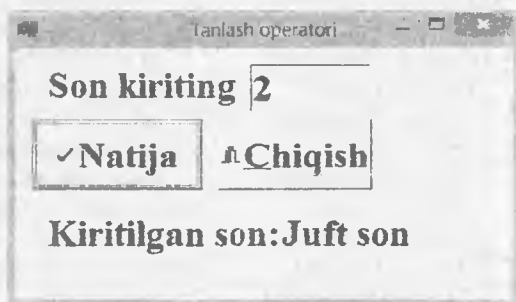 Tanlash operatori
Son kiriting 2
Natija Chiqish
Kiritilgan son:Juft son